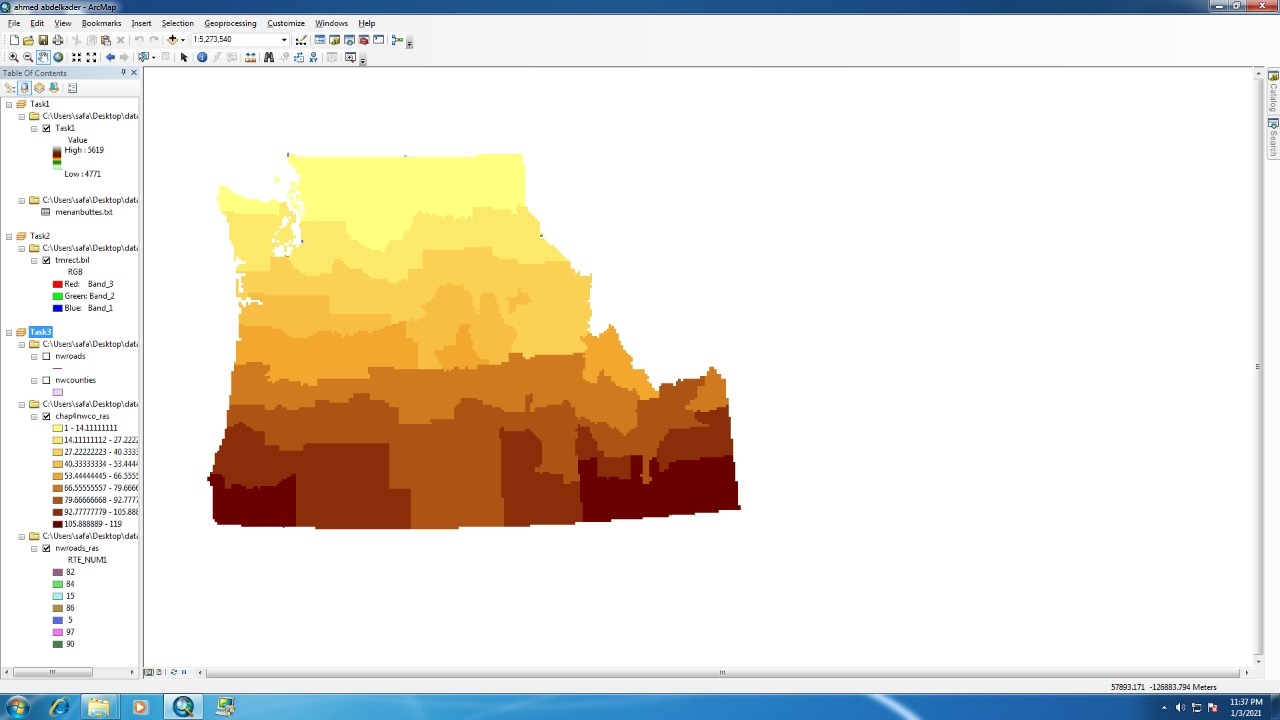 ahmed abdelkader - ArcMap
File Edit View Bookmarks Insert Selection Geoprocessing Customize Windows Help
1:5,273,540
Table Of Contents
Task1
C:\Users\safa\Desktop\data
Task1
Value
High : 5619
Low : 4771
C:\Users\safa\Desktop\data
menanbuttes.txt
Task2
C:\Users\safa\Desktop\data
tmrect.bil
RGB
Red: Band_3
Green: Band_2
Blue: Band_1
Task3
C:\Users\safa\Desktop\data
nwroads
nwcounties
C:\Users\safa\Desktop\data
chap4nwco_ras
1 - 14.11111111
14.11111112 - 27.2222
27.22222223 - 40.3333
40.33333334 - 53.4444
53.44444445 - 66.5555
66.55555557 - 79.6666
79.66666668 - 92.7777
92.77777779 - 105.888
105.888889 - 119
C:\Users\safa\Desktop\data
nwroads_ras
RTE_NUM1
82
84
15
86
5
97
90
Catalog
Search
57893.171 -126883.794 Meters
11:37 PM
1/3/2021